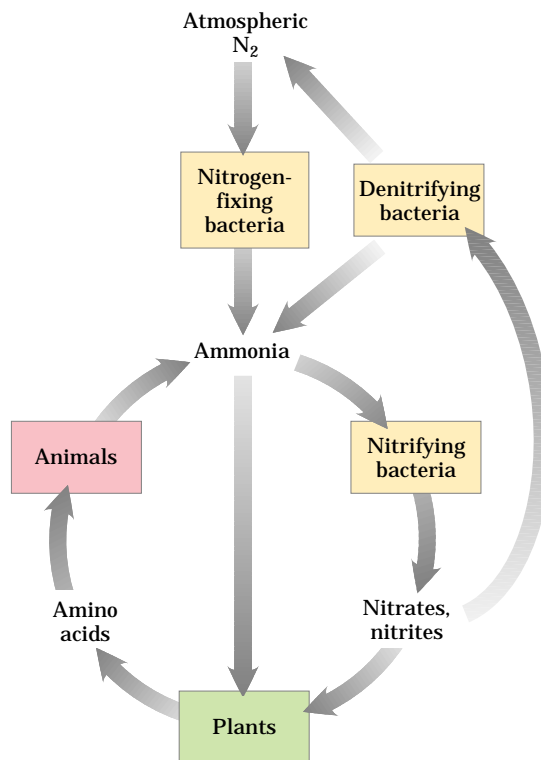 Atmospheric
N₂
Nitrogen-
fixing
bacteria
Denitrifying
bacteria
Ammonia
Animals
Nitrifying
bacteria
Amino
acids
Nitrates,
nitrites
Plants